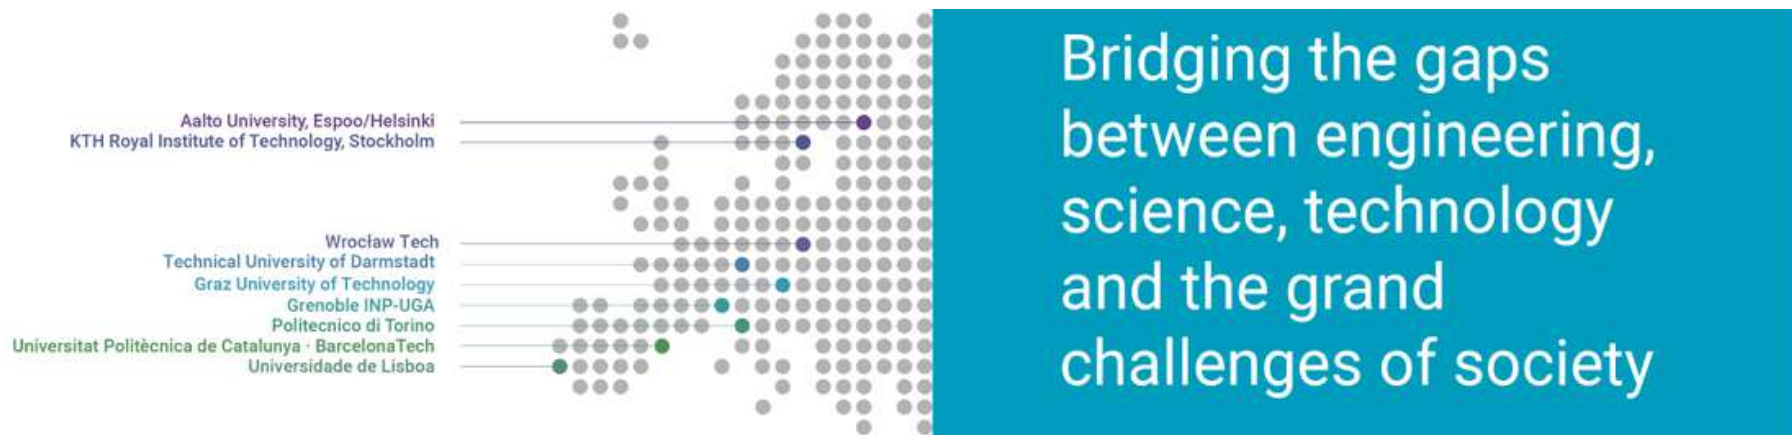 Aalto University, Espoo/Helsinki
KTH Royal Institute of Technology, Stockholm
Wrocław Tech
Technical University of Darmstadt
Graz University of Technology
Grenoble INP-UGA
Politecnico di Torino
Universitat Politècnica de Catalunya · BarcelonaTech
Universidade de Lisboa
Bridging the gaps
between engineering,
science, technology
and the grand
challenges of society